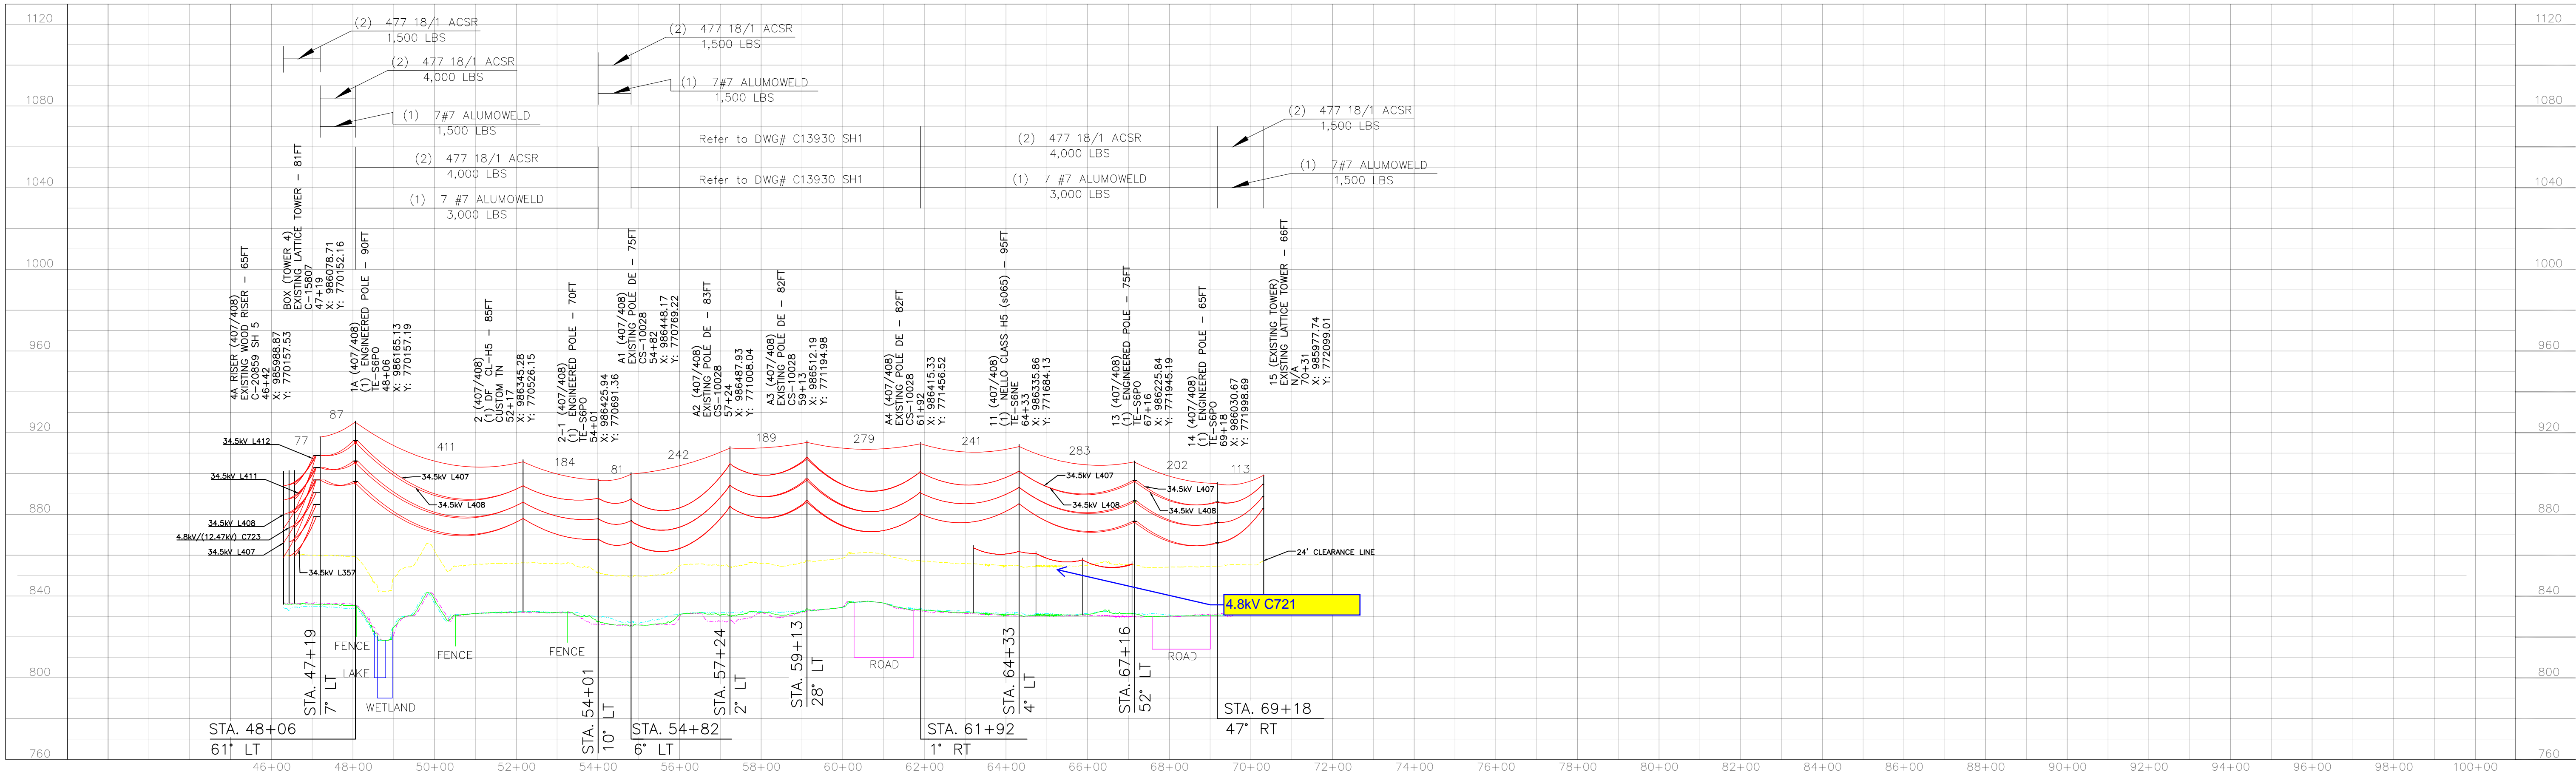 1120
1080
1040
1000
960
920
880
840
800
760
(2) 477 18/1 ACSR
1,500 LBS
(2) 477 18/1 ACSR
4,000 LBS
(1) 7#7 ALUMOWELD
1,500 LBS
(2) 477 18/1 ACSR
4,000 LBS
(1) 7 #7 ALUMOWELD
3,000 LBS
(2) 477 18/1 ACSR
1,500 LBS
(1) 7#7 ALUMOWELD
1,500 LBS
Refer to DWG# C13930 SH1
Refer to DWG# C13930 SH1
(2) 477 18/1 ACSR
4,000 LBS
(1) 7 #7 ALUMOWELD
3,000 LBS
(2) 477 18/1 ACSR
1,500 LBS
(1) 7#7 ALUMOWELD
1,500 LBS
4A RISER (407/408)
EXISTING WOOD RISER - 65FT
C-20859 SH 5
46+42
X: 985988.87
Y: 770157.53
BOX (TOWER 4)
EXISTING LATTICE TOWER - 81FT
C-15807
47+19
X: 986078.71
Y: 770152.16
1A (407/408)
(1) ENGINEERED POLE - 90FT
TE-S6PO
48+06
X: 986165.13
Y: 770157.19
2 (407/408)
(1) DF CL-H5 - 85FT
CUSTOM TN
52+17
X: 986345.28
Y: 770526.15
2-1 (407/408)
(1) ENGINEERED POLE - 70FT
TE-S6PO
54+01
X: 986425.94
Y: 770691.36
A1 (407/408)
EXISTING POLE DE - 75FT
CS-10028
54+82
X: 986448.17
Y: 770769.22
A2 (407/408)
EXISTING POLE DE - 83FT
CS-10028
57+24
X: 986487.93
Y: 771008.04
A3 (407/408)
EXISTING POLE DE - 82FT
CS-10028
59+13
X: 986512.19
Y: 771194.98
A4 (407/408)
EXISTING POLE DE - 82FT
CS-10028
61+92
X: 986415.33
Y: 771456.52
11 (407/408)
(1) NELLO CLASS H5 (s065) - 95FT
TE-S6NE
64+33
X: 986335.86
Y: 771684.13
13 (407/408)
(1) ENGINEERED POLE - 75FT
TE-S6PO
67+16
X: 986225.84
Y: 771945.19
14 (407/408)
(1) ENGINEERED POLE - 65FT
TE-S6PO
69+18
X: 986030.67
Y: 771998.69
15 (EXISTING TOWER)
EXISTING LATTICE TOWER - 66FT
N/A
70+31
X: 985977.74
Y: 772099.01
77
87
411
184
81
242
189
279
241
283
202
113
34.5kV L412
34.5kV L411
34.5kV L408
4.8kV/(12.47kV) C723
34.5kV L407
34.5kV L357
34.5kV L407
34.5kV L408
34.5kV L407
34.5kV L408
34.5kV L407
34.5kV L408
24' CLEARANCE LINE
4.8kV C721
FENCE
LAKE
WETLAND
FENCE
FENCE
ROAD
ROAD
STA. 47+19
7° LT
STA. 48+06
61° LT
STA. 54+01
10° LT
STA. 54+82
6° LT
STA. 57+24
2° LT
STA. 59+13
28° LT
STA. 61+92
1° RT
STA. 64+33
4° LT
STA. 67+16
52° LT
STA. 69+18
47° RT
1120
1080
1040
1000
960
920
880
840
800
760
46+00 48+00 50+00 52+00 54+00 56+00 58+00 60+00 62+00 64+00 66+00 68+00 70+00 72+00 74+00 76+00 78+00 80+00 82+00 84+00 86+00 88+00 90+00 92+00 94+00 96+00 98+00 100+00